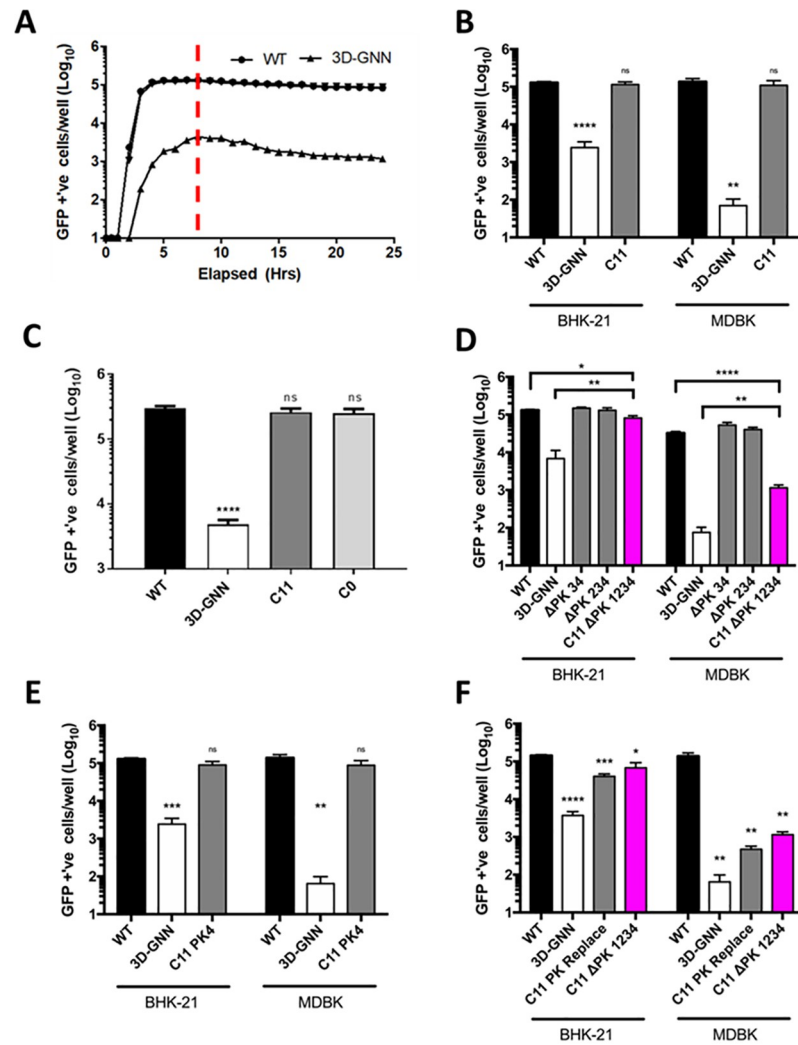 A
GFP +'ve cells/well (Log10)
6
5
4
3
2
1
0
5
10
15
20
25
WT
3D-GNN
Elapsed (Hrs)
B
GFP +'ve cells/well (Log10)
6
5
4
3
2
1
ns
****
ns
**
WT
3D-GNN
C11
WT
3D-GNN
C11
BHK-21
MDBK
C
GFP +'ve cells/well (Log10)
6
5
4
3
****
ns
ns
WT
3D-GNN
C11
C0
D
GFP +'ve cells/well (Log10)
6
5
4
3
2
1
*
**
****
**
WT
3D-GNN
ΔPK 34
ΔPK 234
C11 ΔPK 1234
WT
3D-GNN
ΔPK 34
ΔPK 234
C11 ΔPK 1234
BHK-21
MDBK
E
GFP +'ve cells/well (Log10)
6
5
4
3
2
1
***
ns
**
ns
WT
3D-GNN
C11 PK4
WT
3D-GNN
C11 PK4
BHK-21
MDBK
F
GFP +'ve cells/well (Log10)
6
5
4
3
2
1
****
***
*
**
**
**
WT
3D-GNN
C11 PK Replace
C11 ΔPK 1234
WT
3D-GNN
C11 PK Replace
C11 ΔPK 1234
BHK-21
MDBK